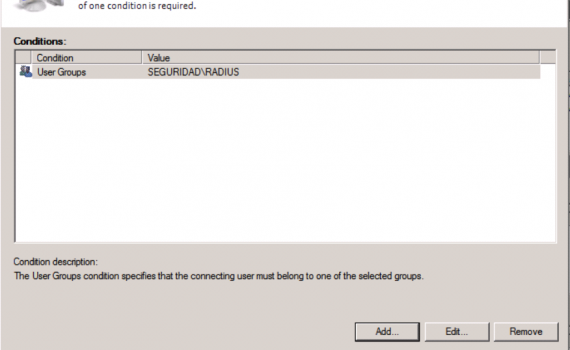 of one condition is required.
Conditions:
Condition Value
User Groups SEGURIDAD\RADIUS
Condition description:
The User Groups condition specifies that the connecting user must belong to one of the selected groups.
Add... Edit... Remove